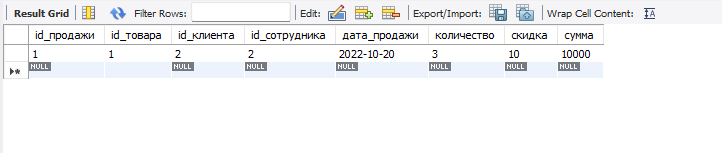 Result Grid Filter Rows: Edit: Export/Import: Wrap Cell Content:
id_продажи id_товара id_клиента id_сотрудника дата_продажи количество скидка сумма
1 1 2 2 2022-10-20 3 10 10000
NULL NULL NULL NULL NULL NULL NULL NULL